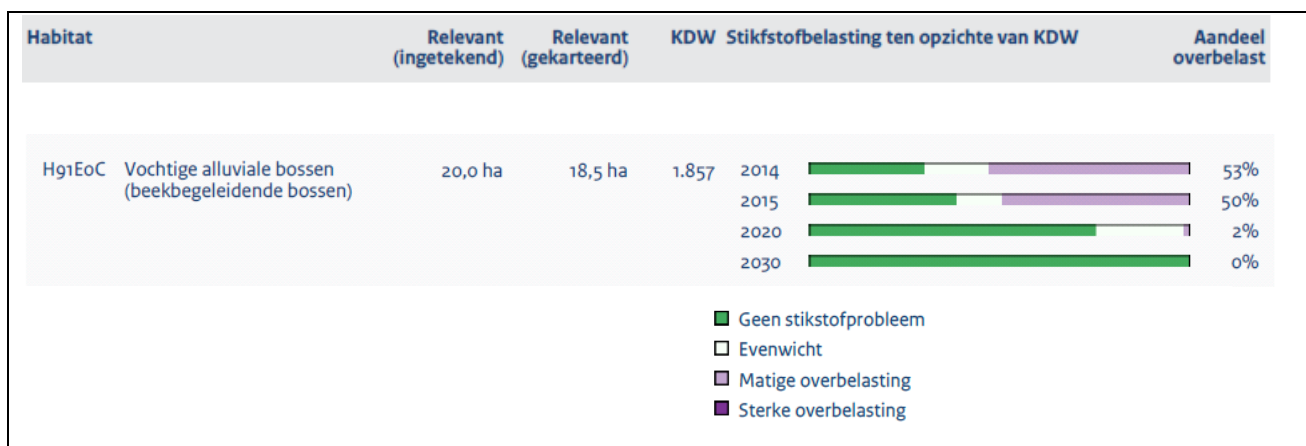 Habitat Relevant (ingetekend) Relevant (gekarteerd) KDW Stikfstofbelasting ten opzichte van KDW Aandeel overbelast
H91EoC Vochtige alluviale bossen (beekbegeleidende bossen) 20,0 ha 18,5 ha 1.857 2014 53%
2015 50%
2020 2%
2030 0%
Geen stikstofprobleem
Evenwicht
Matige overbelasting
Sterke overbelasting